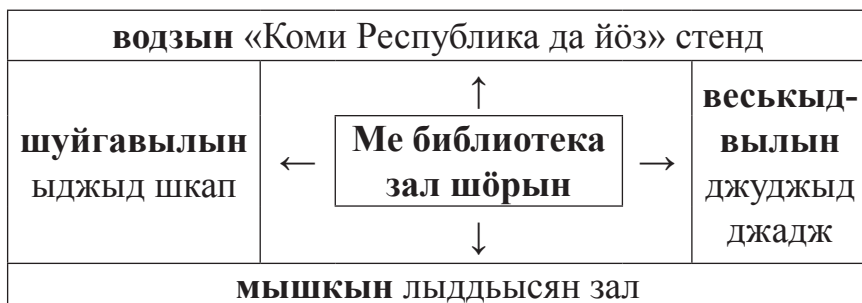 водзын «Коми Республика да йӧз» стенд
шуйгавылын
ыджыд шкап
←
↑
Ме библиотека
зал шӧрын
↓
→
веськыд-
вылын
джуджыд
джадж
мышкын лыддьысян зал